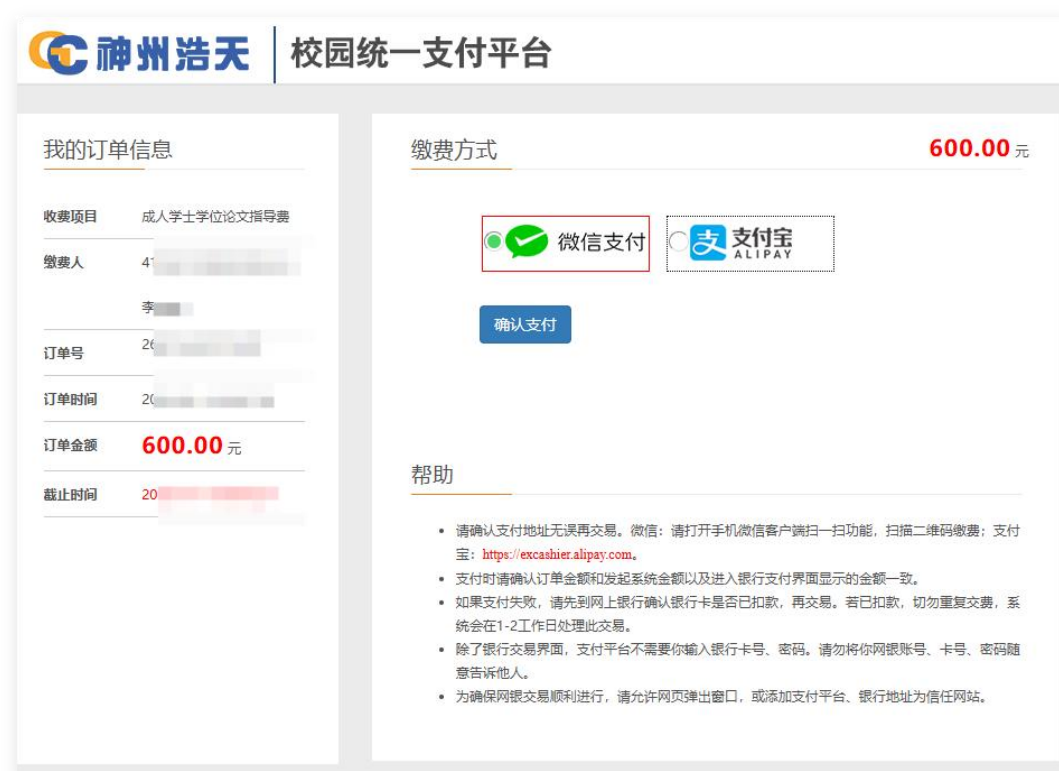 神州浩天
校园统一支付平台
我的订单信息
收费项目 成人学士学位论文指导费
缴费人 41
李
订单号 26
订单时间 20
订单金额 600.00 元
截止时间 20
缴费方式 600.00 元
微信支付
支付宝
ALIPAY
确认支付
帮助
请确认支付地址无误再交易。微信：请打开手机微信客户端扫一扫功能，扫描二维码缴费；支付
宝：https://excashier.alipay.com。
支付时请确认订单金额和发起系统金额以及进入银行支付界面显示的金额一致。
如果支付失败，请先到网上银行确认银行卡是否已扣款，再交易。若已扣款，切勿重复交费，系
统会在1-2工作日处理此交易。
除了银行交易界面，支付平台不需要你输入银行卡号、密码。请勿将你网银账号、卡号、密码随
意告诉他人。
为确保网银交易顺利进行，请允许网页弹出窗口，或添加支付平台、银行地址为信任网站。